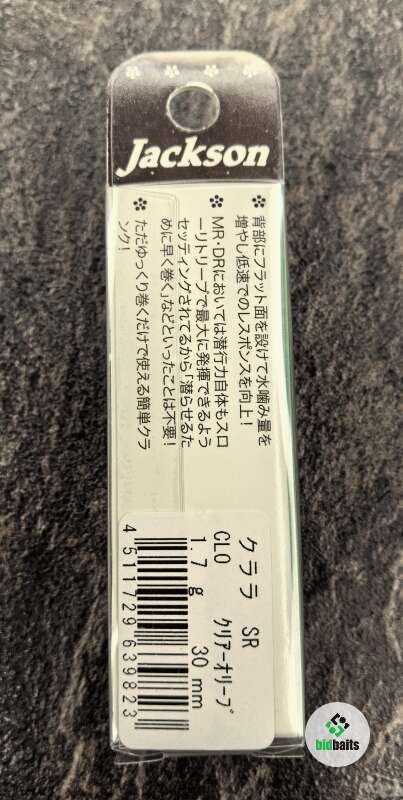 Jackson
✽ 背部にフラット面を設けて水噛み量を
増やし低速でのレスポンスを向上！
✽ MR・DRにおいては潜行力自体もスロ
ーリトリーブで最大に発揮できるよう
セッティングされてるから「潜らせるた
めに早く巻く」などといったことは不要！
✽ ただゆっくり巻くだけで使える簡単クラ
ンク！
クララ SR
CLO クリアーオリーブ
1.7 g 30 mm
4 511729 639823
bidbaits